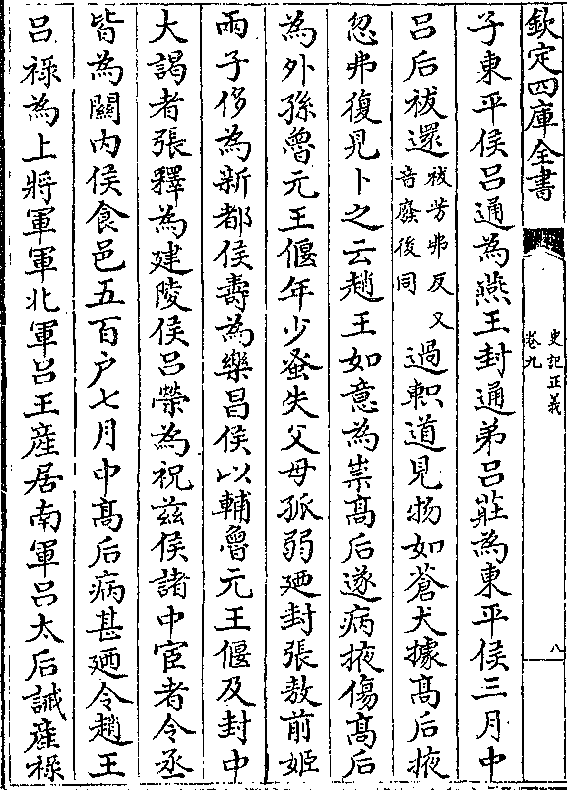 欽定四庫全書
史記正義
卷九
八
子東平侯呂通為燕王封通弟呂莊為東平侯三月中
呂后祓還祓芳弗反又音廢後同過軹道見物如蒼犬據高后掖
忽弗復見卜之云趙王如意為祟高后遂病掖傷高后
為外孫魯元王偃年少蚤失父母孤弱廼封張敖前姬
兩子侈為新都侯壽為樂昌侯以輔魯元王偃及封中
大謁者張釋為建陵侯呂榮為祝茲侯諸中宦者令丞
皆為關內侯食邑五百户七月中高后病甚廼令趙王
呂祿為上將軍軍北軍呂王產居南軍呂太后誡產祿